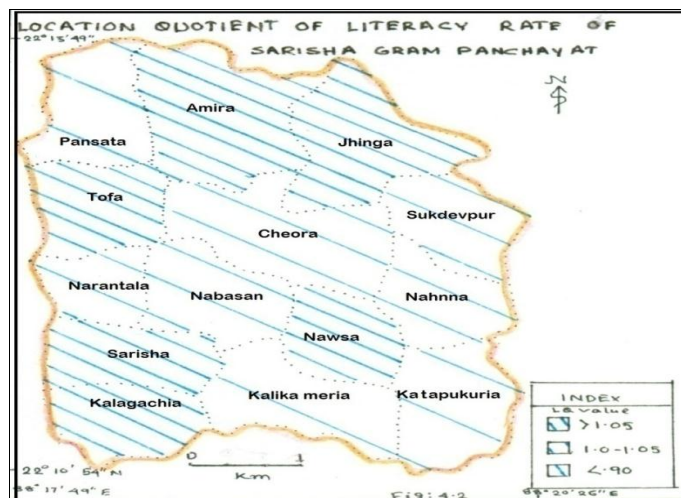 LOCATION QUOTIENT OF LITERACY RATE OF
SARISHA GRAM PANCHAYAT
22° 13' 49"
N
Amira
Pansata
Jhinga
Tofa
Sukdevpur
Cheora
Narantala
Nabasan
Nahnna
Nawsa
Sarisha
Kalagachia
Kalika meria
Katapukuria
INDEX
LQ value
>1.05
1.0-1.05
<.90
0 1
Km
22° 10' 54" N
88° 17' 49" E
88° 20' 26" E
Fig: 4.2